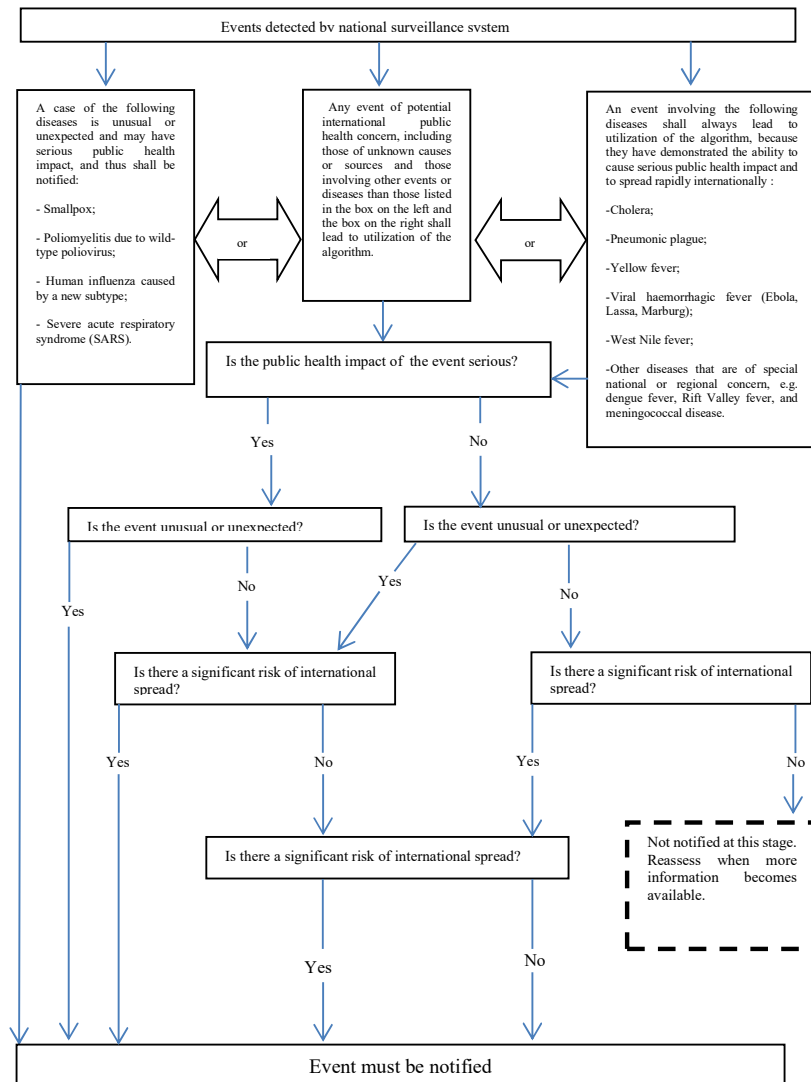 Events detected by national surveillance system
A case of the following
diseases is unusual or
unexpected and may have
serious public health
impact, and thus shall be
notified:
- Smallpox;
- Poliomyelitis due to wild-
type poliovirus;
- Human influenza caused
by a new subtype;
- Severe acute respiratory
syndrome (SARS).
or
Any event of potential
international public
health concern, including
those of unknown causes
or sources and those
involving other events or
diseases than those listed
in the box on the left and
the box on the right shall
lead to utilization of the
algorithm.
or
An event involving the following
diseases shall always lead to
utilization of the algorithm, because
they have demonstrated the ability to
cause serious public health impact and
to spread rapidly internationally :
-Cholera;
-Pneumonic plague;
-Yellow fever;
-Viral haemorrhagic fever (Ebola,
Lassa, Marburg);
-West Nile fever;
-Other diseases that are of special
national or regional concern, e.g.
dengue fever, Rift Valley fever, and
meningococcal disease.
Is the public health impact of the event serious?
Yes
No
Is the event unusual or unexpected?
Is the event unusual or unexpected?
Yes
No
Yes
No
Is there a significant risk of international
spread?
Is there a significant risk of international
spread?
Yes
No
Yes
No
Is there a significant risk of international spread?
Not notified at this stage.
Reassess when more
information becomes
available.
Yes
No
Event must be notified